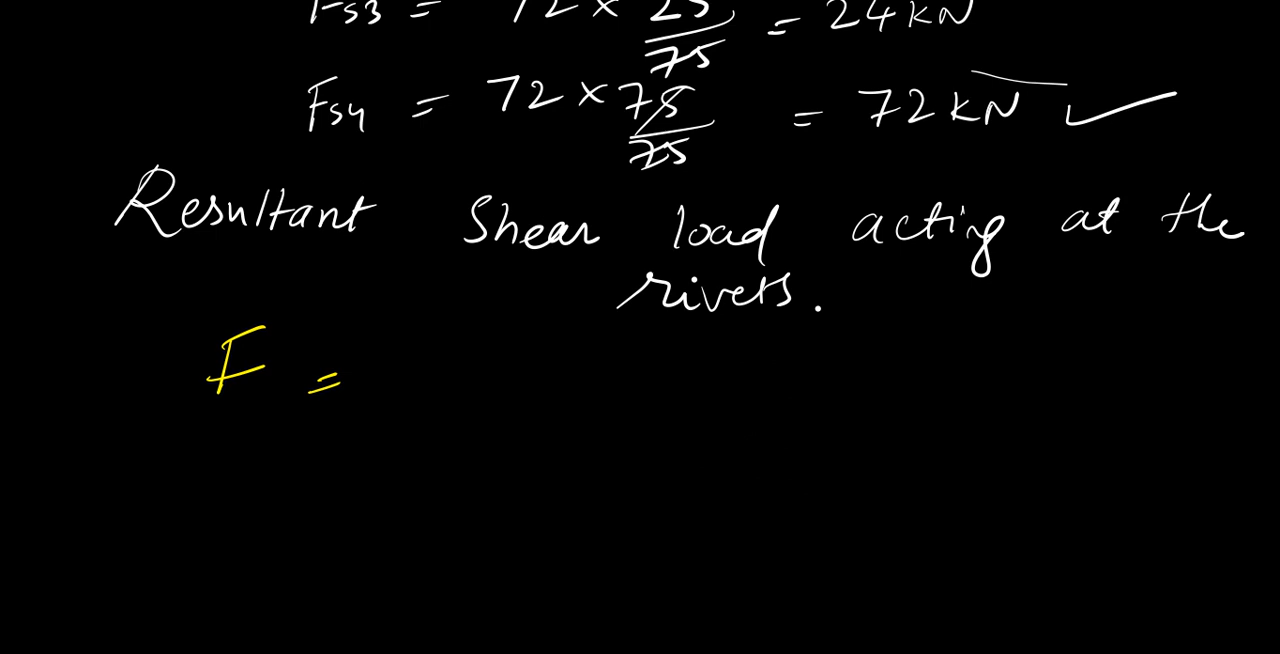 Fs3 = 72 × 25/75 = 24 kN
Fs4 = 72 × 75/75 = 72 kN ✓
Resultant Shear load acting at the
rivets.
F =